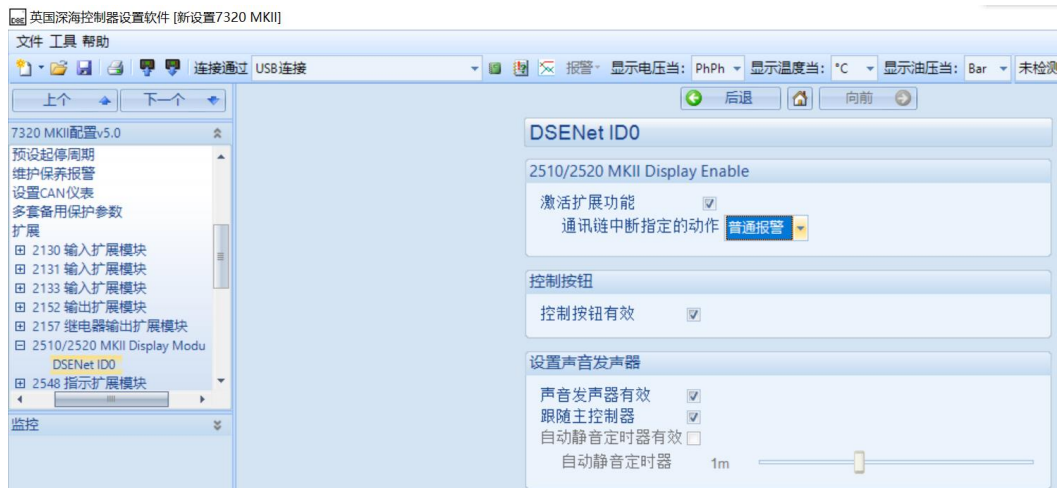 DSE 英国深海控制器设置软件 [新设置7320 MKII]
文件 工具 帮助
连接通过 USB连接 报警 显示电压当: PhPh 显示温度当: °C 显示油压当: Bar 未检测
上个 下一个
后退 向前
7320 MKII配置v5.0
预设起停周期
维护保养报警
设置CAN仪表
多套备用保护参数
扩展
2130 输入扩展模块
2131 输入扩展模块
2133 输入扩展模块
2152 输出扩展模块
2157 继电器输出扩展模块
2510/2520 MKII Display Modu
DSENet ID0
2548 指示扩展模块
监控
DSENet ID0
2510/2520 MKII Display Enable
激活扩展功能
通讯链中断指定的动作 普通报警
控制按钮
控制按钮有效
设置声音发声器
声音发声器有效
跟随主控制器
自动静音定时器有效
自动静音定时器 1m